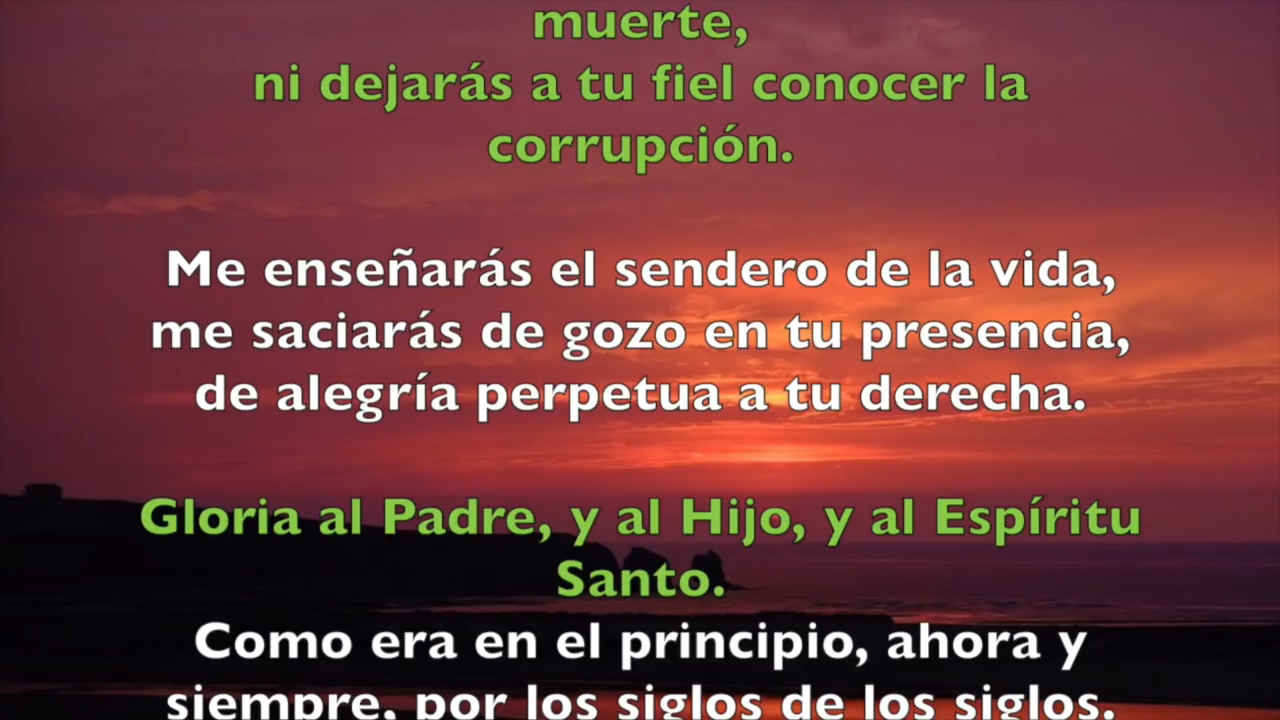 muerte,
ni dejarás a tu fiel conocer la
corrupción.
Me enseñarás el sendero de la vida,
me saciarás de gozo en tu presencia,
de alegría perpetua a tu derecha.
Gloria al Padre, y al Hijo, y al Espíritu
Santo.
Como era en el principio, ahora y
siempre, por los siglos de los siglos.